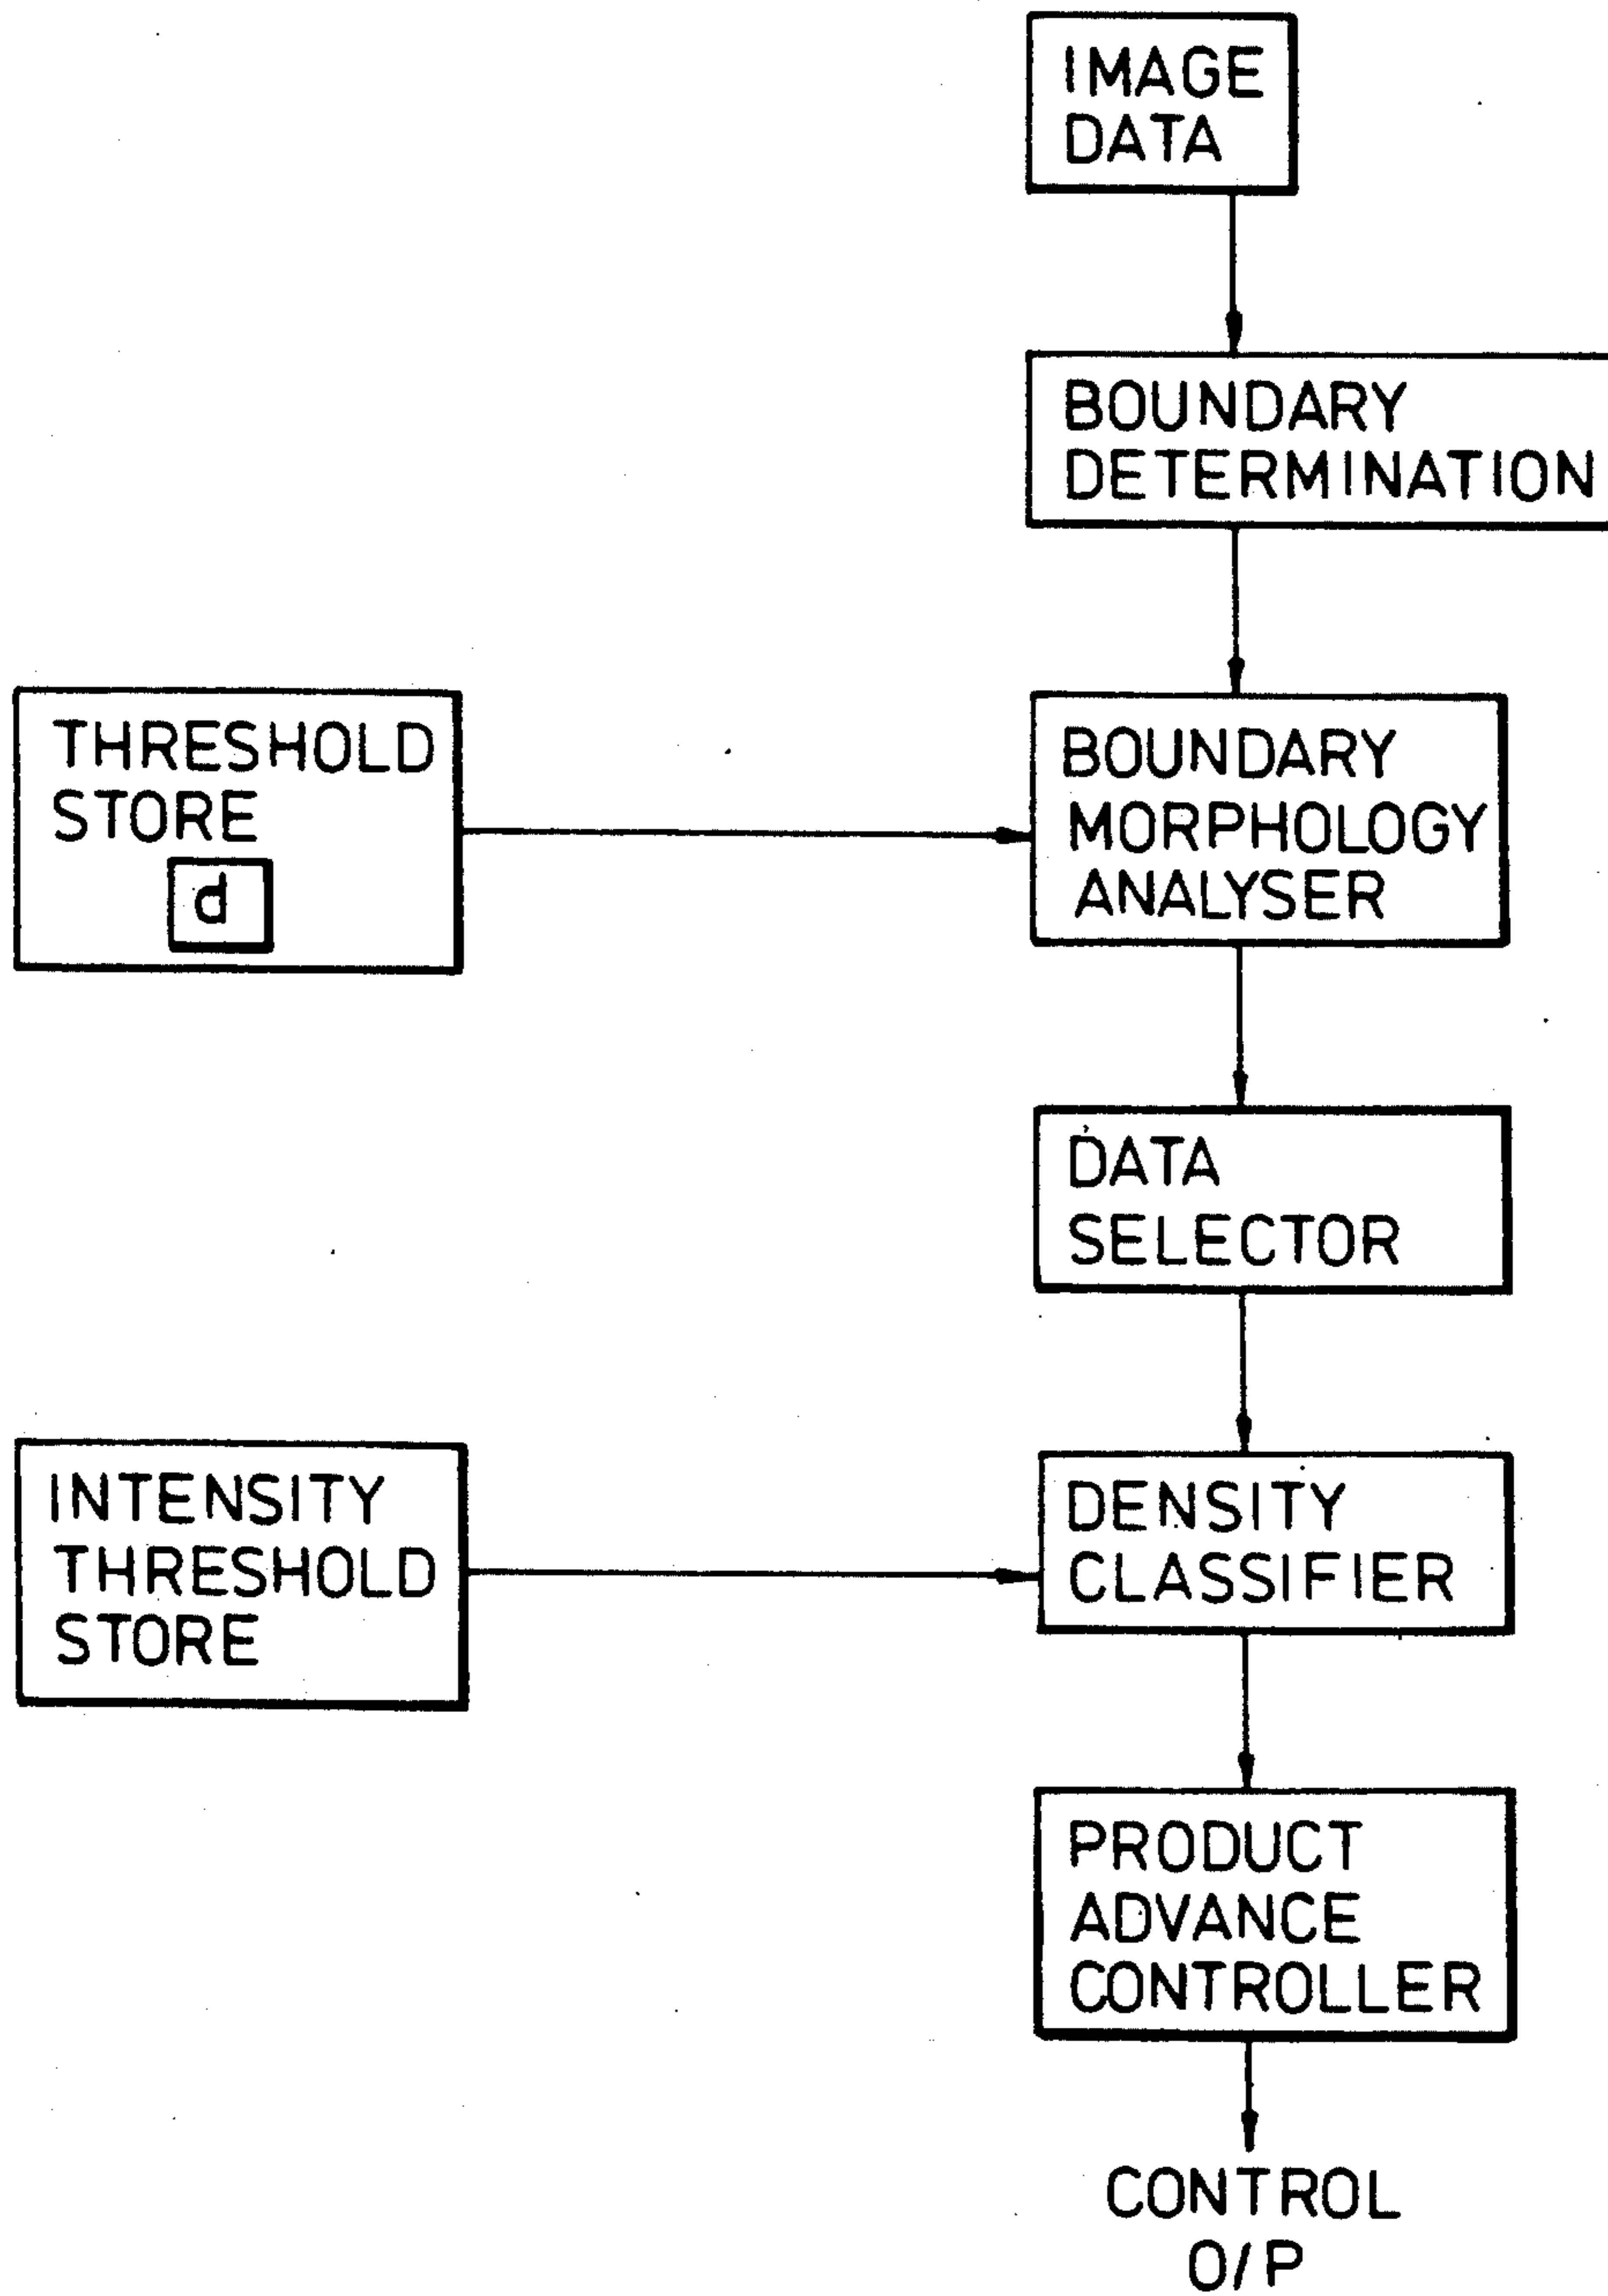 IMAGE
DATA
BOUNDARY
DETERMINATION
THRESHOLD
STORE
d
BOUNDARY
MORPHOLOGY
ANALYSER
DATA
SELECTOR
INTENSITY
THRESHOLD
STORE
DENSITY
CLASSIFIER
PRODUCT
ADVANCE
CONTROLLER
CONTROL
O/P